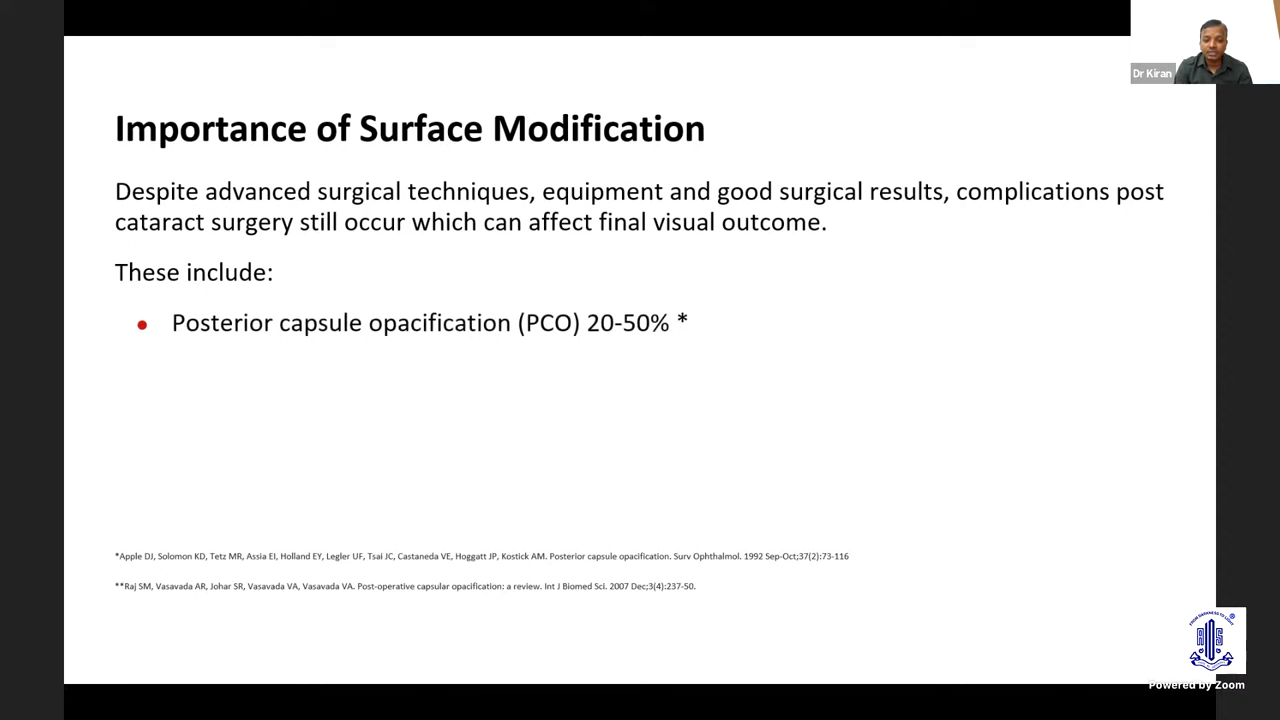 Dr Kiran
Importance of Surface Modification
Despite advanced surgical techniques, equipment and good surgical results, complications post
cataract surgery still occur which can affect final visual outcome.
These include:
• Posterior capsule opacification (PCO) 20-50% *
*Apple DJ, Solomon KD, Tetz MR, Assia EI, Holland EY, Legler UF, Tsai JC, Castaneda VE, Hoggatt JP, Kostick AM. Posterior capsule opacification. Surv Ophthalmol. 1992 Sep-Oct;37(2):73-116
**Raj SM, Vasavada AR, Johar SR, Vasavada VA, Vasavada VA. Post-operative capsular opacification: a review. Int J Biomed Sci. 2007 Dec;3(4):237-50.
Powered by Zoom